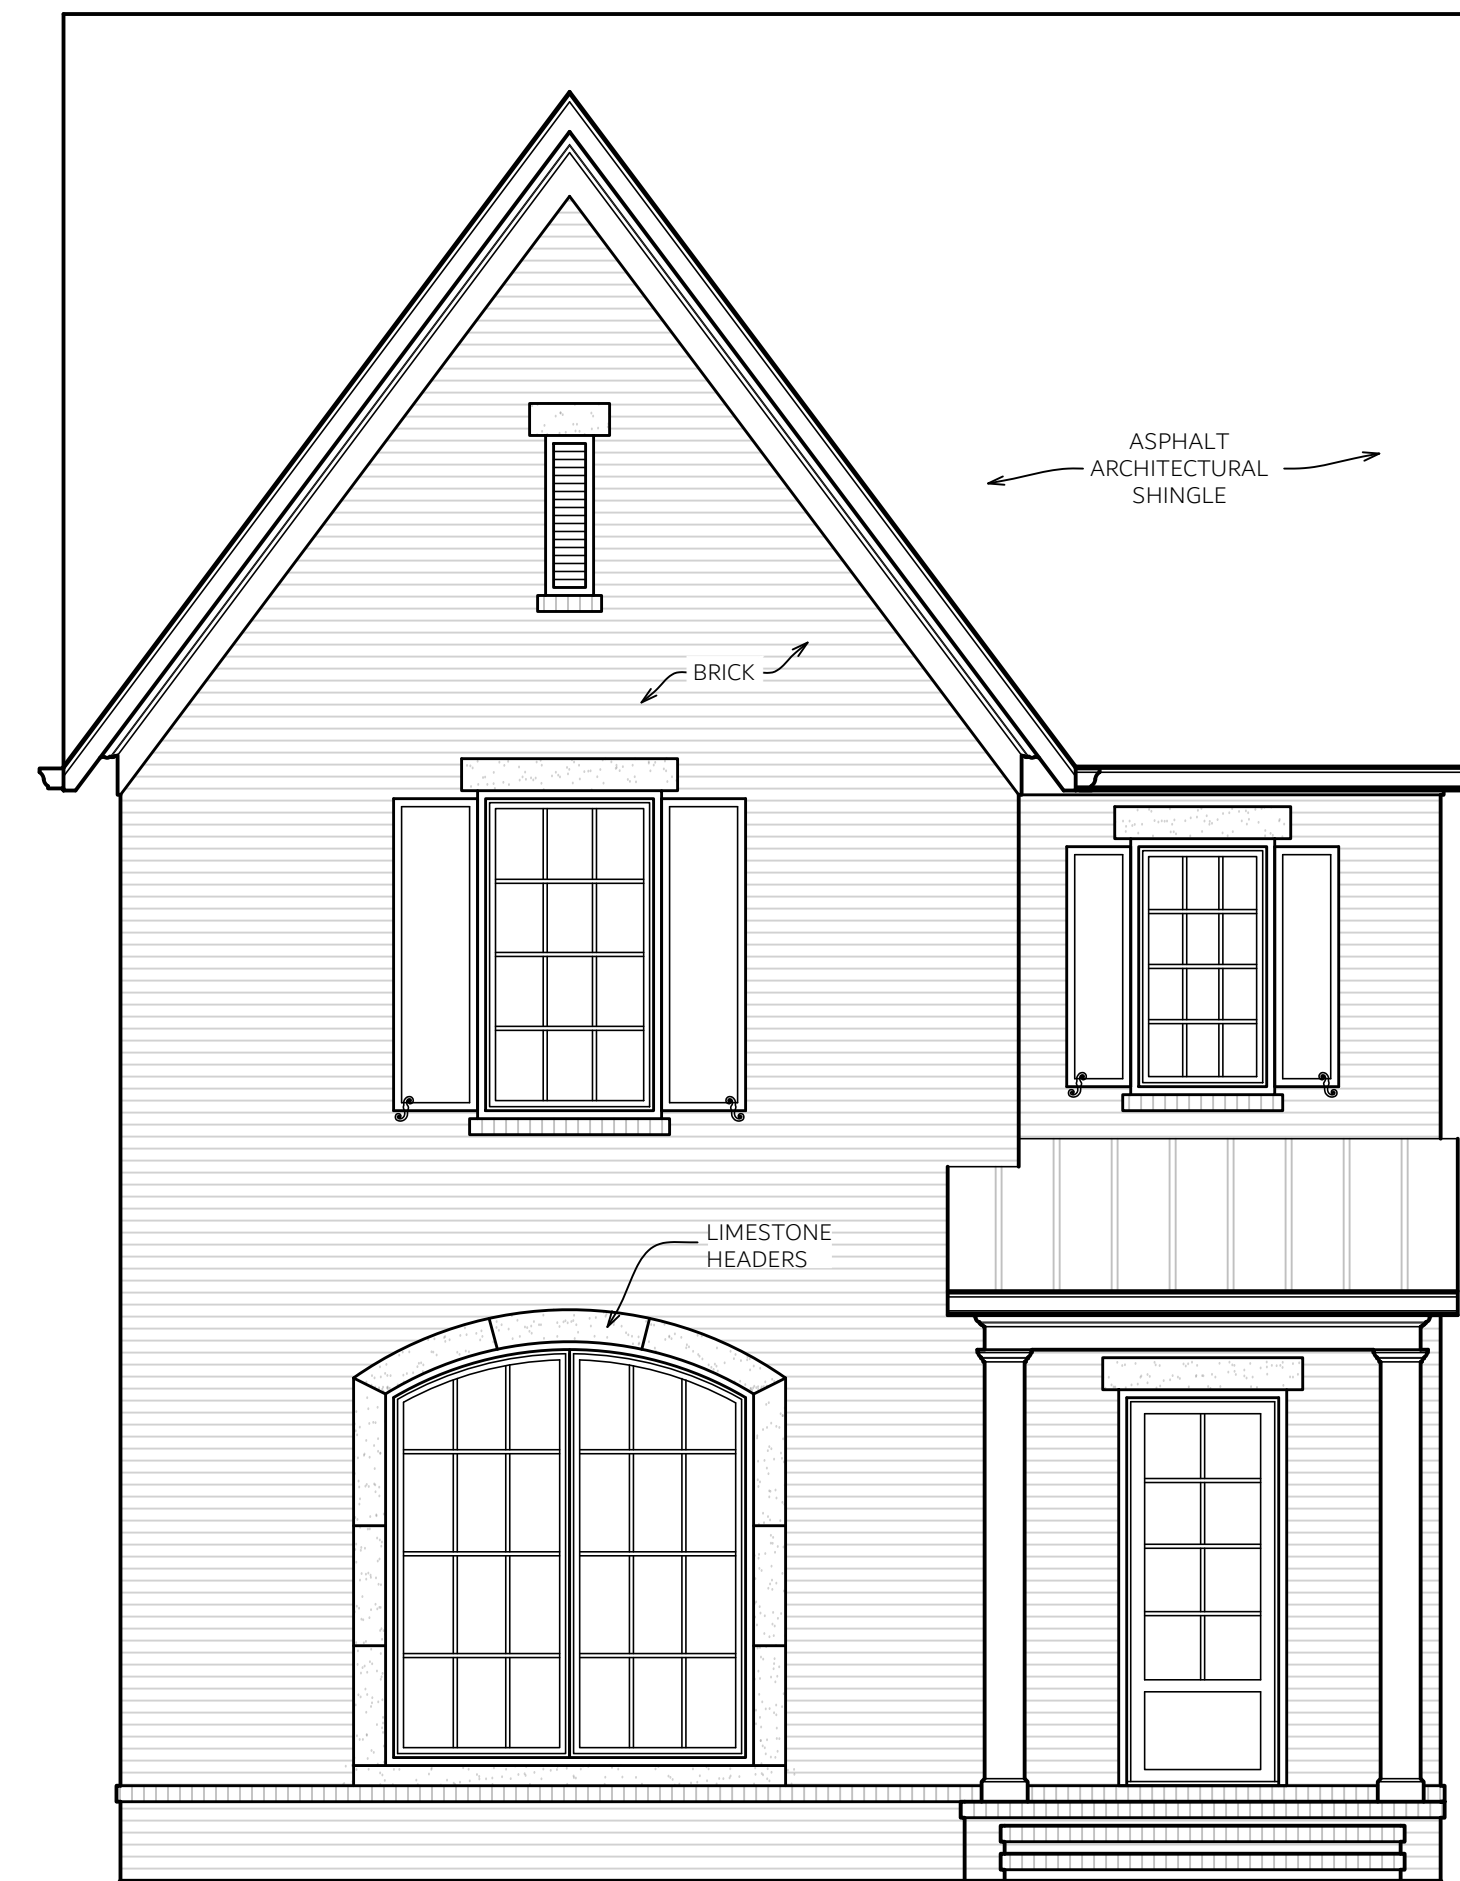 ASPHALT
ARCHITECTURAL
SHINGLE
BRICK
LIMESTONE
HEADERS